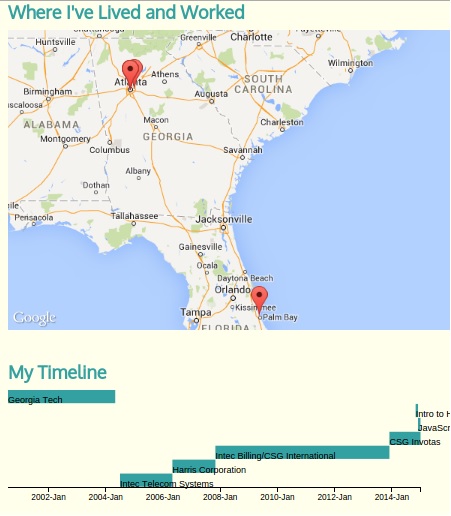 Where I've Lived and Worked
Chattanooga
Greenville
Charlotte
Fayetteville
Huntsville
Wilmington
Atlanta
Athens
SOUTH
CAROLINA
Birmingham
Augusta
uscaloosa
ALABAMA
Macon
Charleston
GEORGIA
Montgomery
Columbus
Savannah
Albany
Dothan
ile
Pensacola
Tallahassee
Jacksonville
Gainesville
Ocala
Daytona Beach
Orlando
Kissimmee
Tampa
Palm Bay
FLORIDA
Google
My Timeline
Georgia Tech
Intro to H
JavaScr
CSG Invotas
Intec Billing/CSG International
Harris Corporation
Intec Telecom Systems
2002-Jan 2004-Jan 2006-Jan 2008-Jan 2010-Jan 2012-Jan 2014-Jan